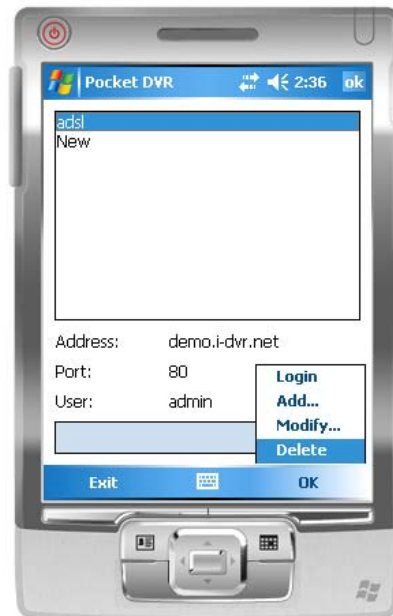 Pocket DVR 2:36 ok
adsl
New
Address: demo.i-dvr.net
Port: 80
User: admin
Login
Add...
Modify...
Delete
Exit OK